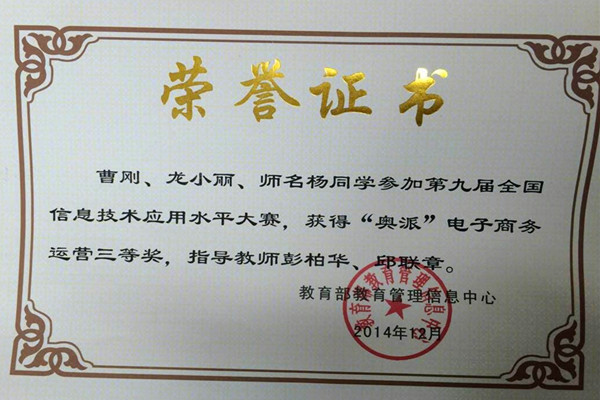 荣誉证书
曹刚、龙小丽、师名杨同学参加第九届全国
信息技术应用水平大赛，获得“奥派”电子商务
运营三等奖，指导教师彭柏华、邱联章。
教育部教育管理信息中心
2014年12月